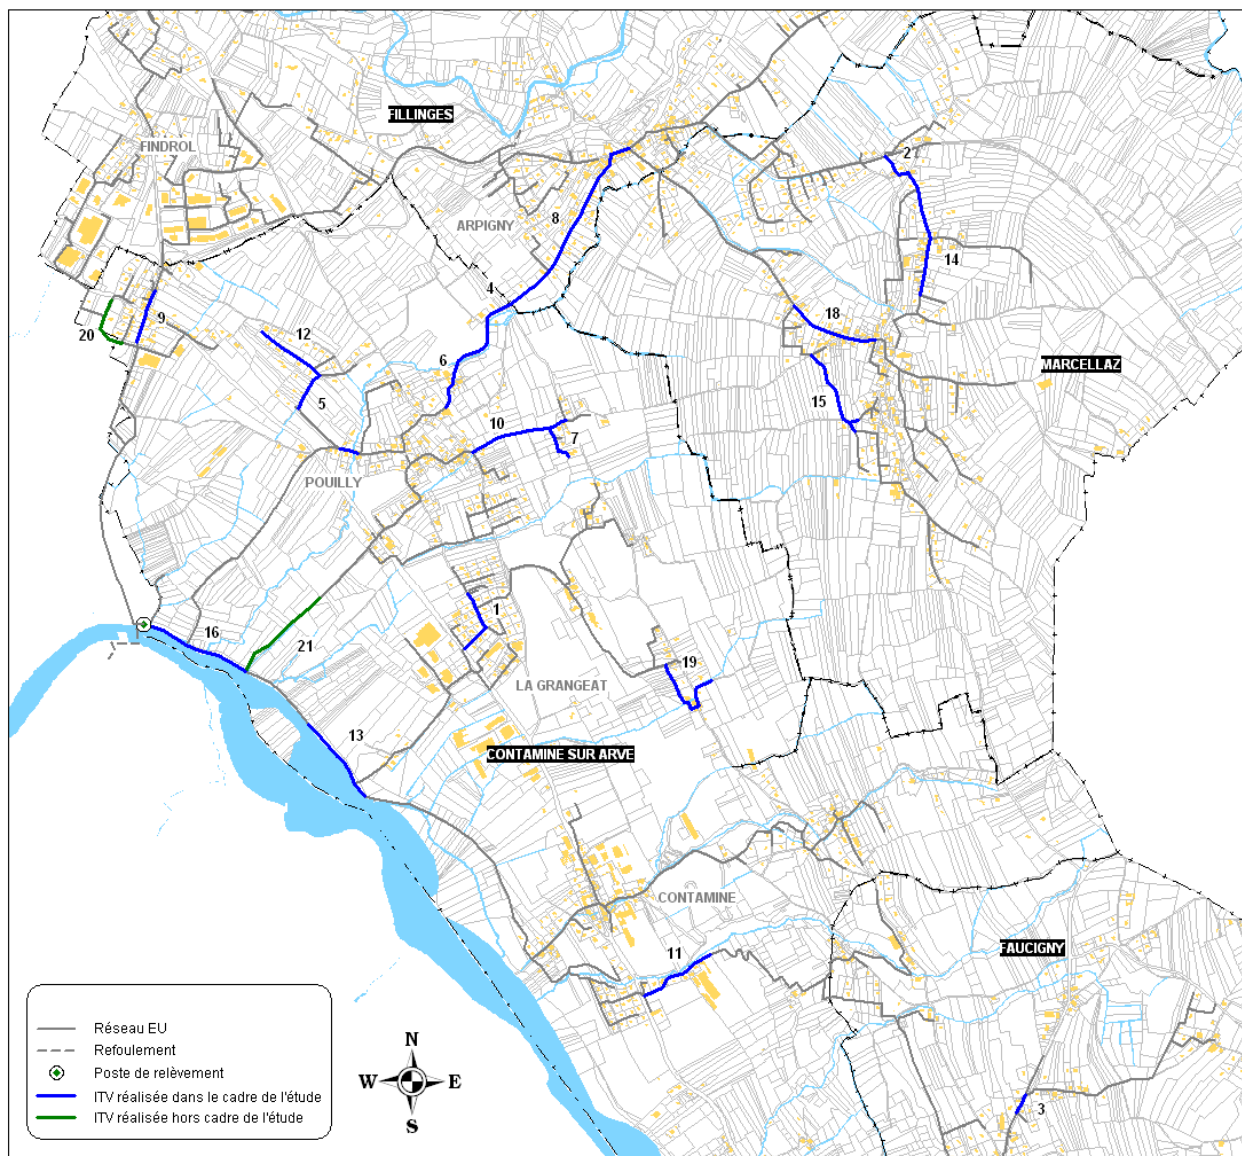 FILLINGES
FINDROL
2
ARPIGNY
8
14
4
9
20
12
18
6
MARCELLAZ
5
15
10
7
POUILLY
1
16
21
19
LA GRANGEAT
13
CONTAMINE SUR ARVE
CONTAMINE
11
FAUCIGNY
3
Réseau EU
Refoulement
Poste de relèvement
ITV réalisée dans le cadre de l'étude
ITV réalisée hors cadre de l'étude
N
W E
S